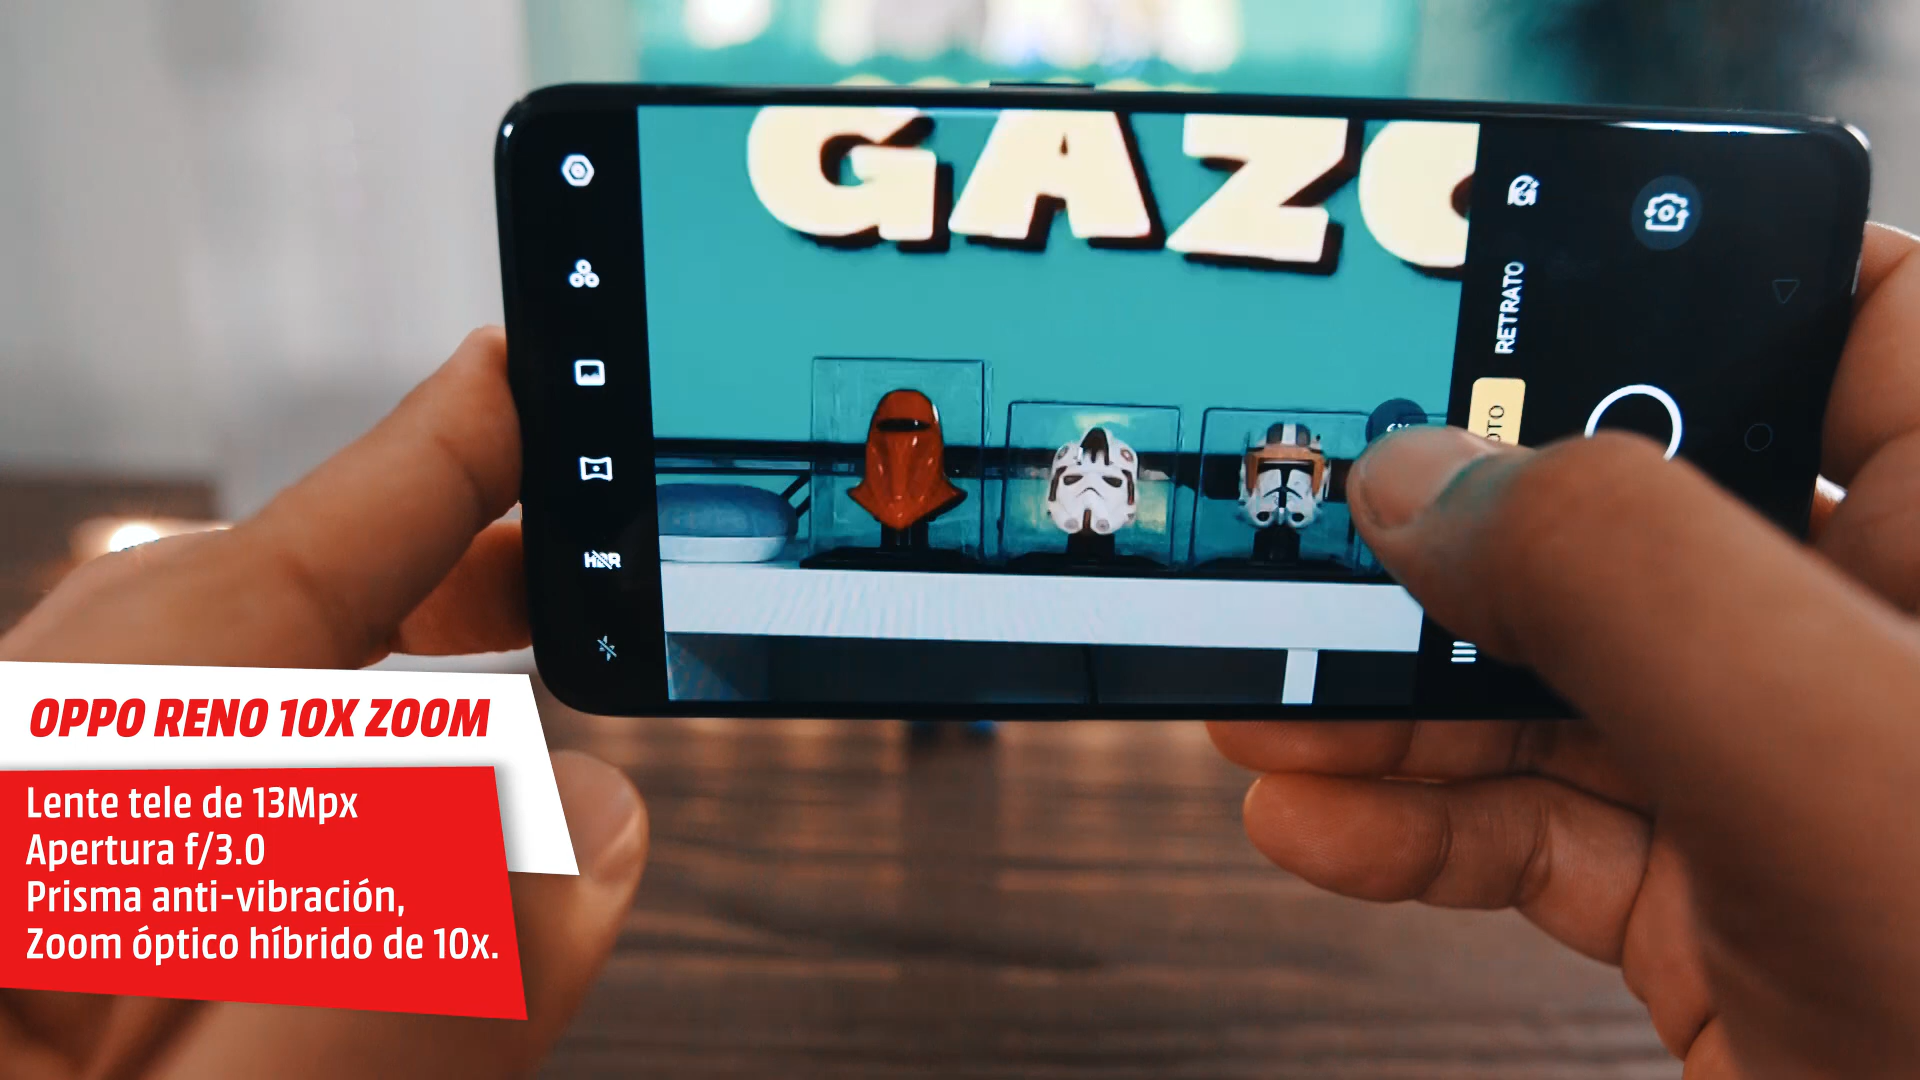 GAZ
RETRATO
HDR
OPPO RENO 10X ZOOM
Lente tele de 13Mpx
Apertura f/3.0
Prisma anti-vibración,
Zoom óptico híbrido de 10x.